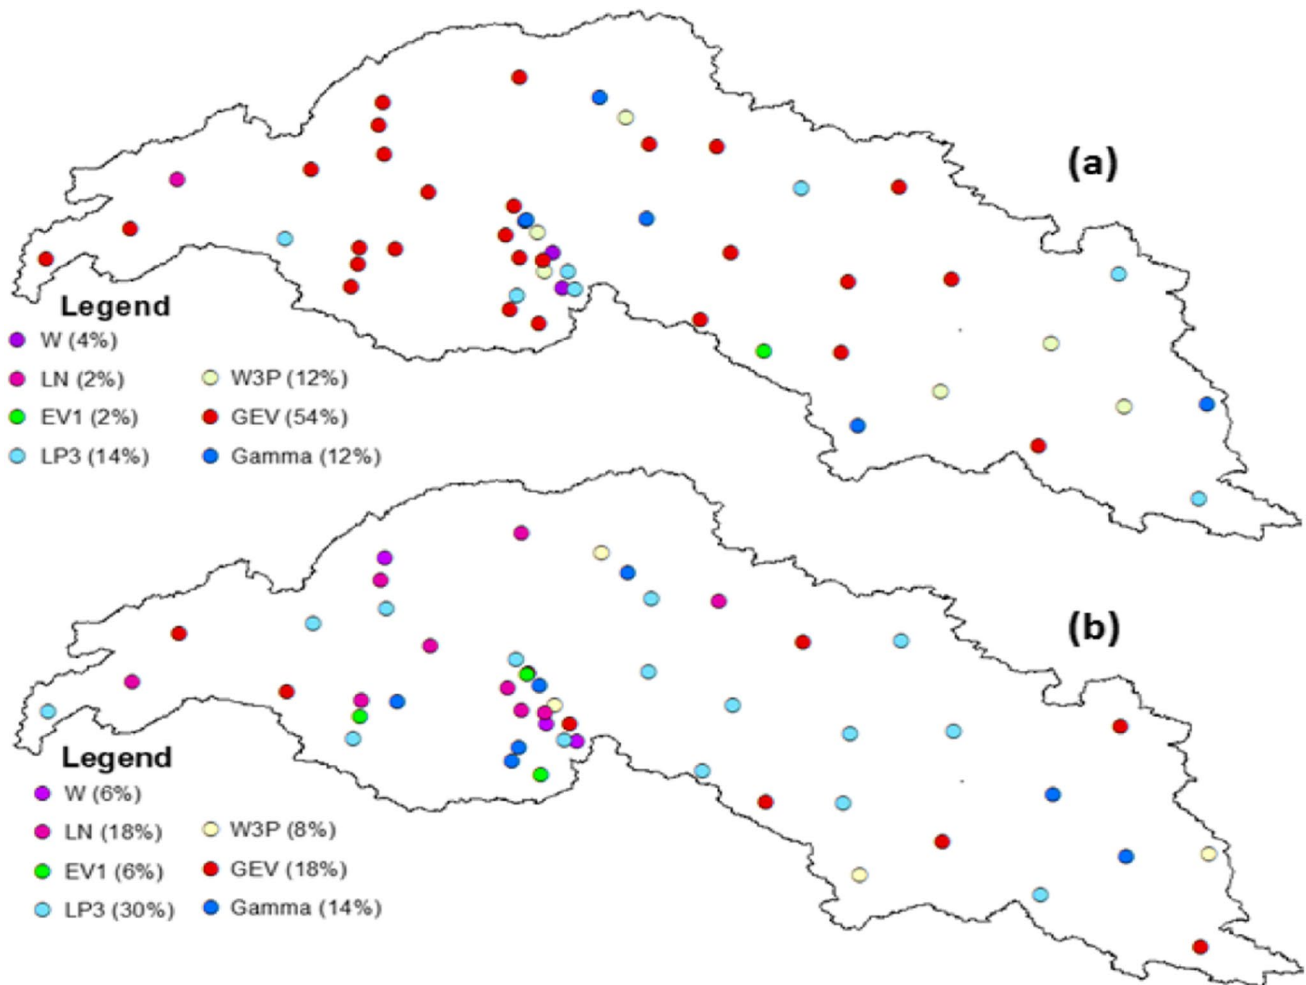 (a)
Legend
W (4%)
LN (2%)
W3P (12%)
EV1 (2%)
GEV (54%)
LP3 (14%)
Gamma (12%)
(b)
Legend
W (6%)
LN (18%)
W3P (8%)
EV1 (6%)
GEV (18%)
LP3 (30%)
Gamma (14%)